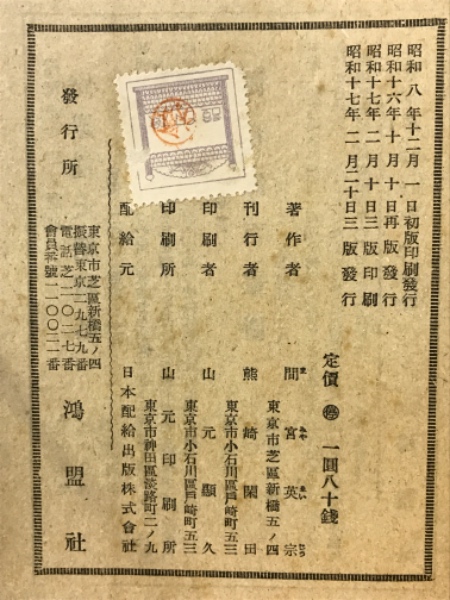 昭和八年十二月一日初版印刷發行
昭和十六年十月十日再版發行
昭和十七年二月十日三版印刷
昭和十七年二月二十日三版發行
定價 一圓八十錢
著作者 間宮英宗
東京市芝區新橋五ノ四
刊行者 熊崎閑田
東京市小石川區戶崎町五三
印刷者 山元顯久
東京市小石川區戶崎町五三
印刷所 山元印刷所
東京市神田區淡路町二ノ九
配給元 日本配給出版株式會社
發行所
東京市芝區新橋五ノ四
振替東京二九七九番
電話芝二〇二七番
會員番號一一〇〇二一番
鴻盟社